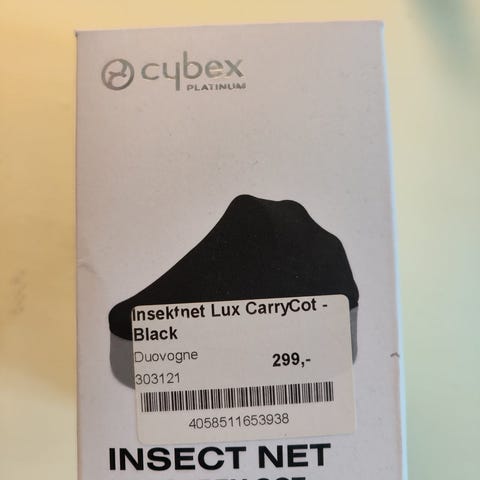 cybex
PLATINUM
Insektnet Lux CarryCot -
Black
Duovogne
299,-
303121
4058511653938
INSECT NET